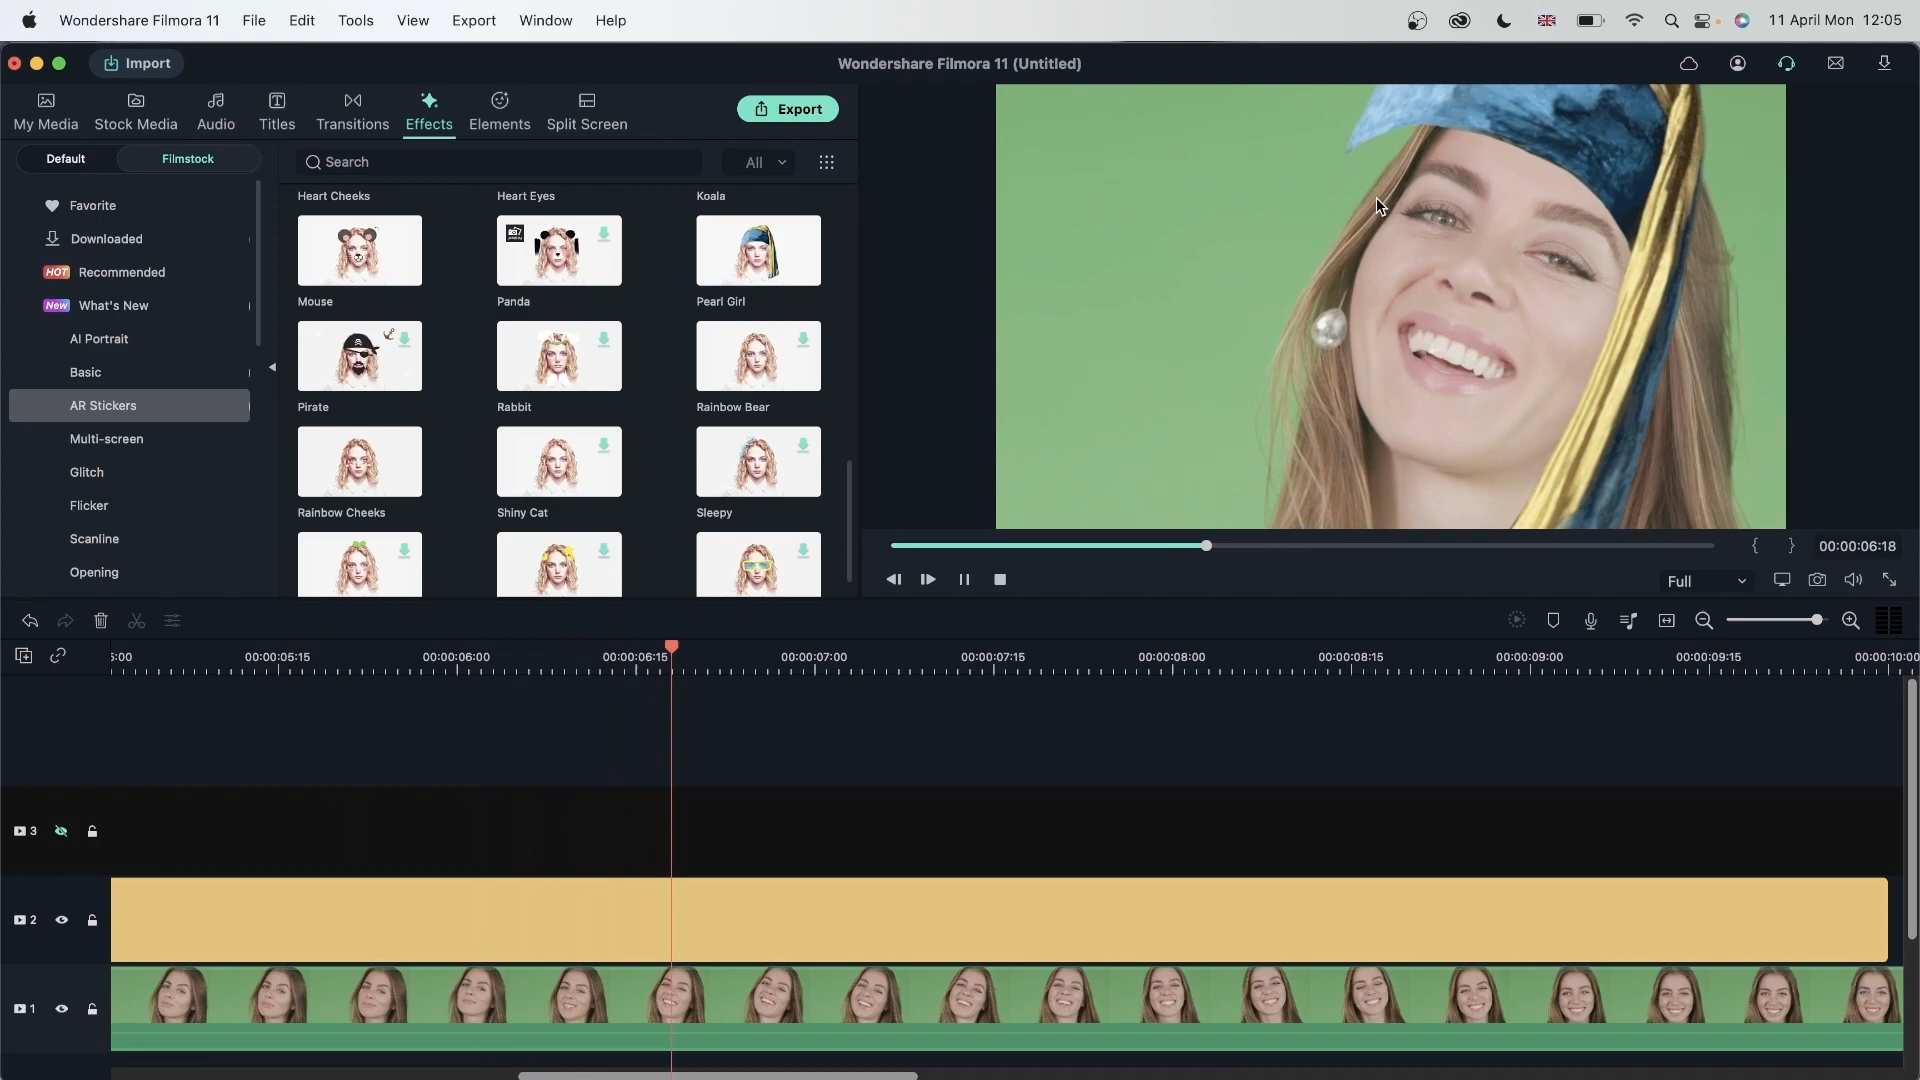 Wondershare Filmora 11 File Edit Tools View Export Window Help 11 April Mon 12:05
Import Wondershare Filmora 11 (Untitled)
My Media Stock Media Audio Titles Transitions Effects Elements Split Screen Export
Default Filmstock Search All
Favorite
Downloaded
HOT Recommended
New What's New
AI Portrait
Basic
AR Stickers
Multi-screen
Glitch
Flicker
Scanline
Opening
Heart Cheeks Heart Eyes Koala
Mouse Panda Pearl Girl
Pirate Rabbit Rainbow Bear
Rainbow Cheeks Shiny Cat Sleepy
{ } 00:00:06:18
Full
5:00 00:00:05:15 00:00:06:00 00:00:06:15 00:00:07:00 00:00:07:15 00:00:08:00 00:00:08:15 00:00:09:00 00:00:09:15 00:00:10:00
3
2
1